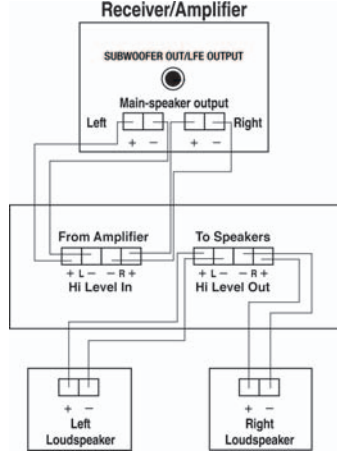 Receiver/Amplifier
SUBWOOFER OUT/LFE OUTPUT
Main-speaker output
Left
Right
+ − + −
From Amplifier
To Speakers
+ L − − R +
+ L − − R +
Hi Level In
Hi Level Out
+ −
+ −
Left
Loudspeaker
Right
Loudspeaker